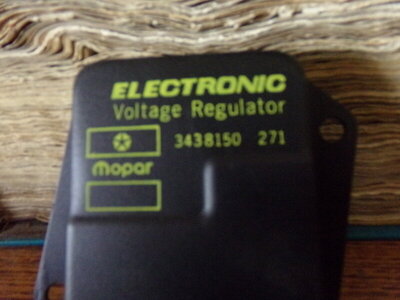 ELECTRONIC
Voltage Regulator
3438150 271
mopar